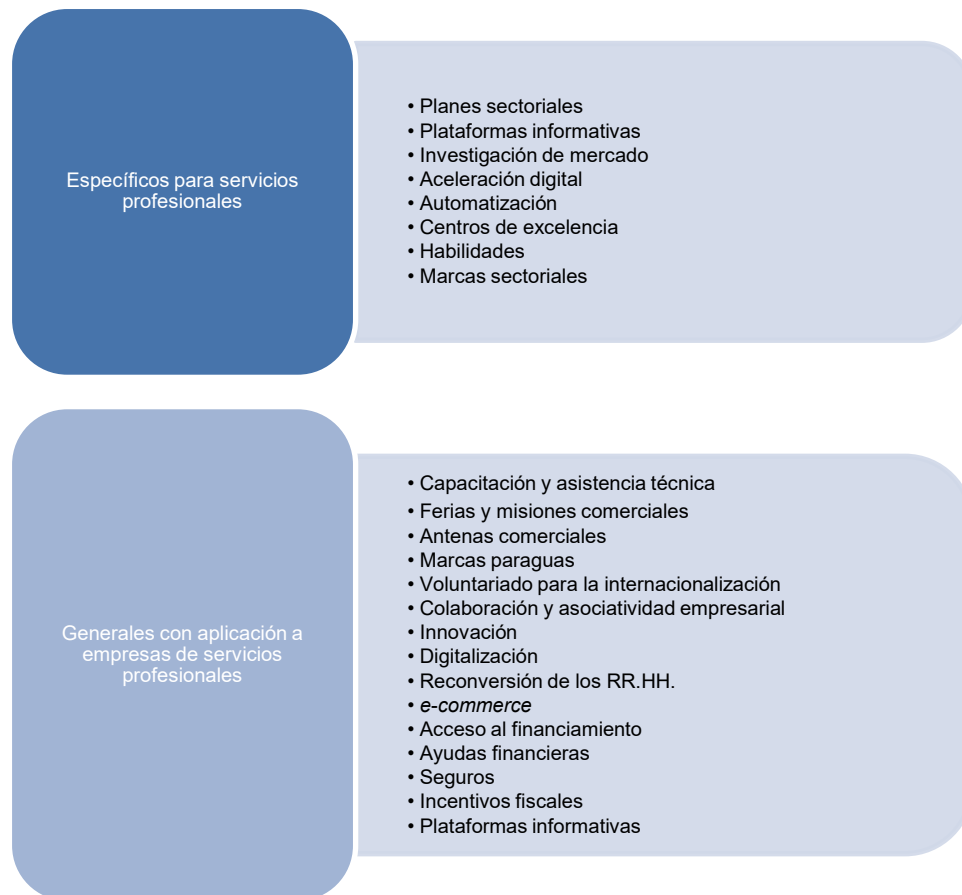 Específicos para servicios
profesionales
• Planes sectoriales
• Plataformas informativas
• Investigación de mercado
• Aceleración digital
• Automatización
• Centros de excelencia
• Habilidades
• Marcas sectoriales
Generales con aplicación a
empresas de servicios
profesionales
• Capacitación y asistencia técnica
• Ferias y misiones comerciales
• Antenas comerciales
• Marcas paraguas
• Voluntariado para la internacionalización
• Colaboración y asociatividad empresarial
• Innovación
• Digitalización
• Reconversión de los RR.HH.
• e-commerce
• Acceso al financiamiento
• Ayudas financieras
• Seguros
• Incentivos fiscales
• Plataformas informativas